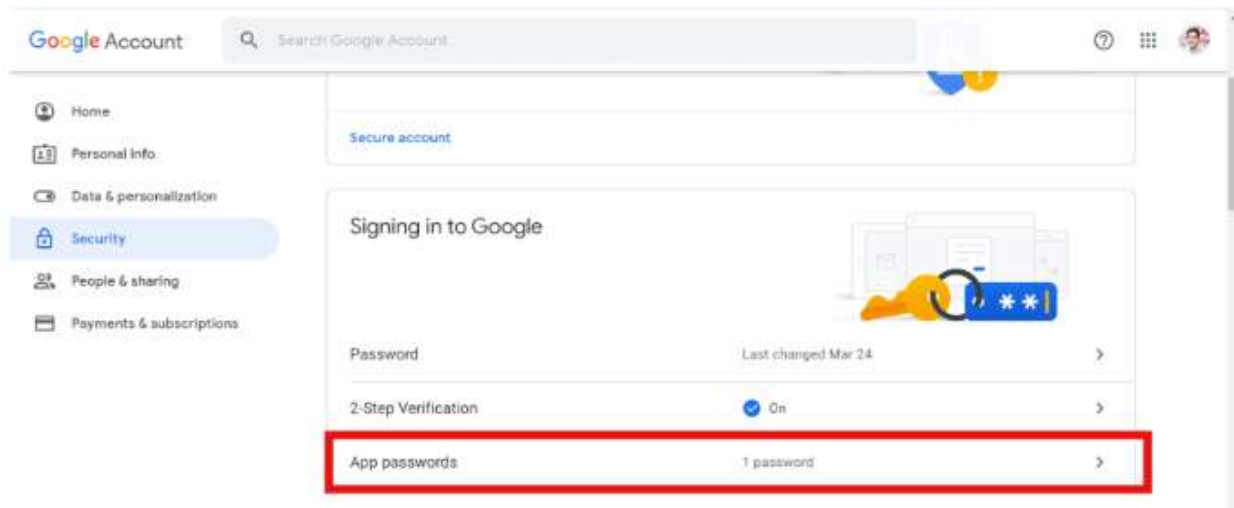 Google Account
Search Google Account
Home
Personal info
Data & personalization
Security
People & sharing
Payments & subscriptions
Secure account
Signing in to Google
* * *
Password Last changed Mar 24
2-Step Verification On
App passwords 1 password